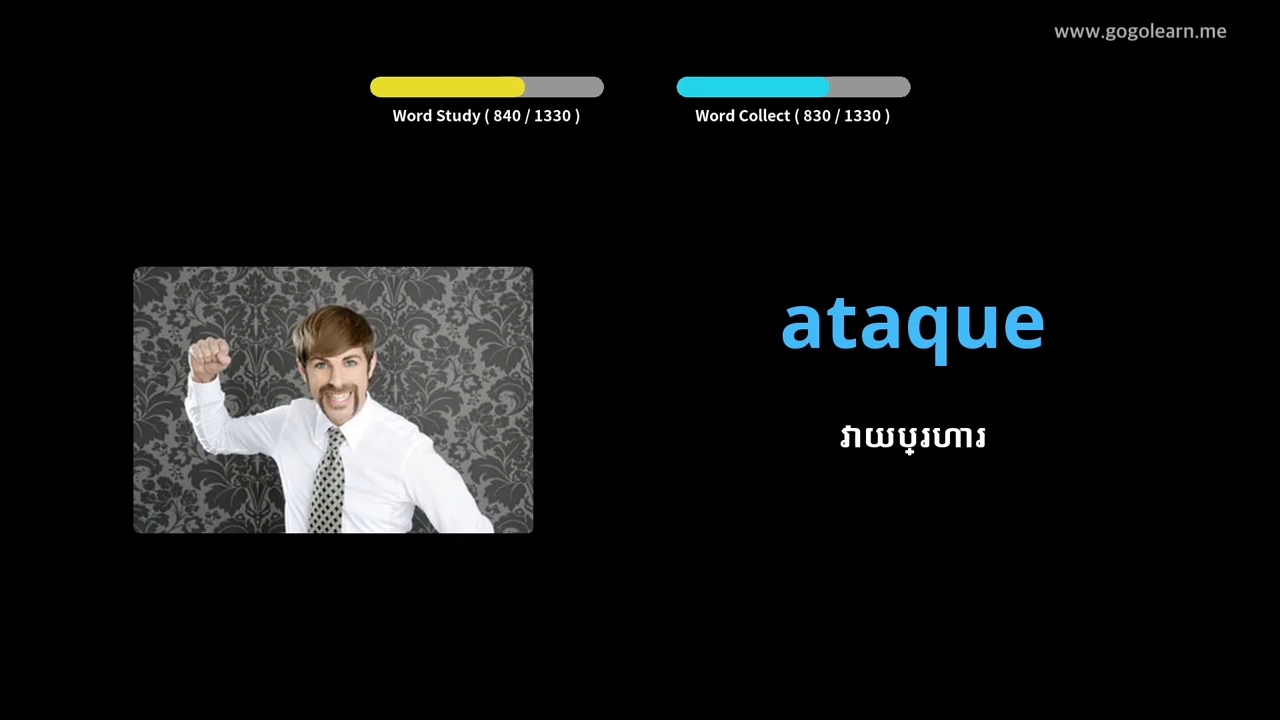 www.gogolearn.me
Word Study ( 840 / 1330 )
Word Collect ( 830 / 1330 )
ataque
វាយប្រហារ